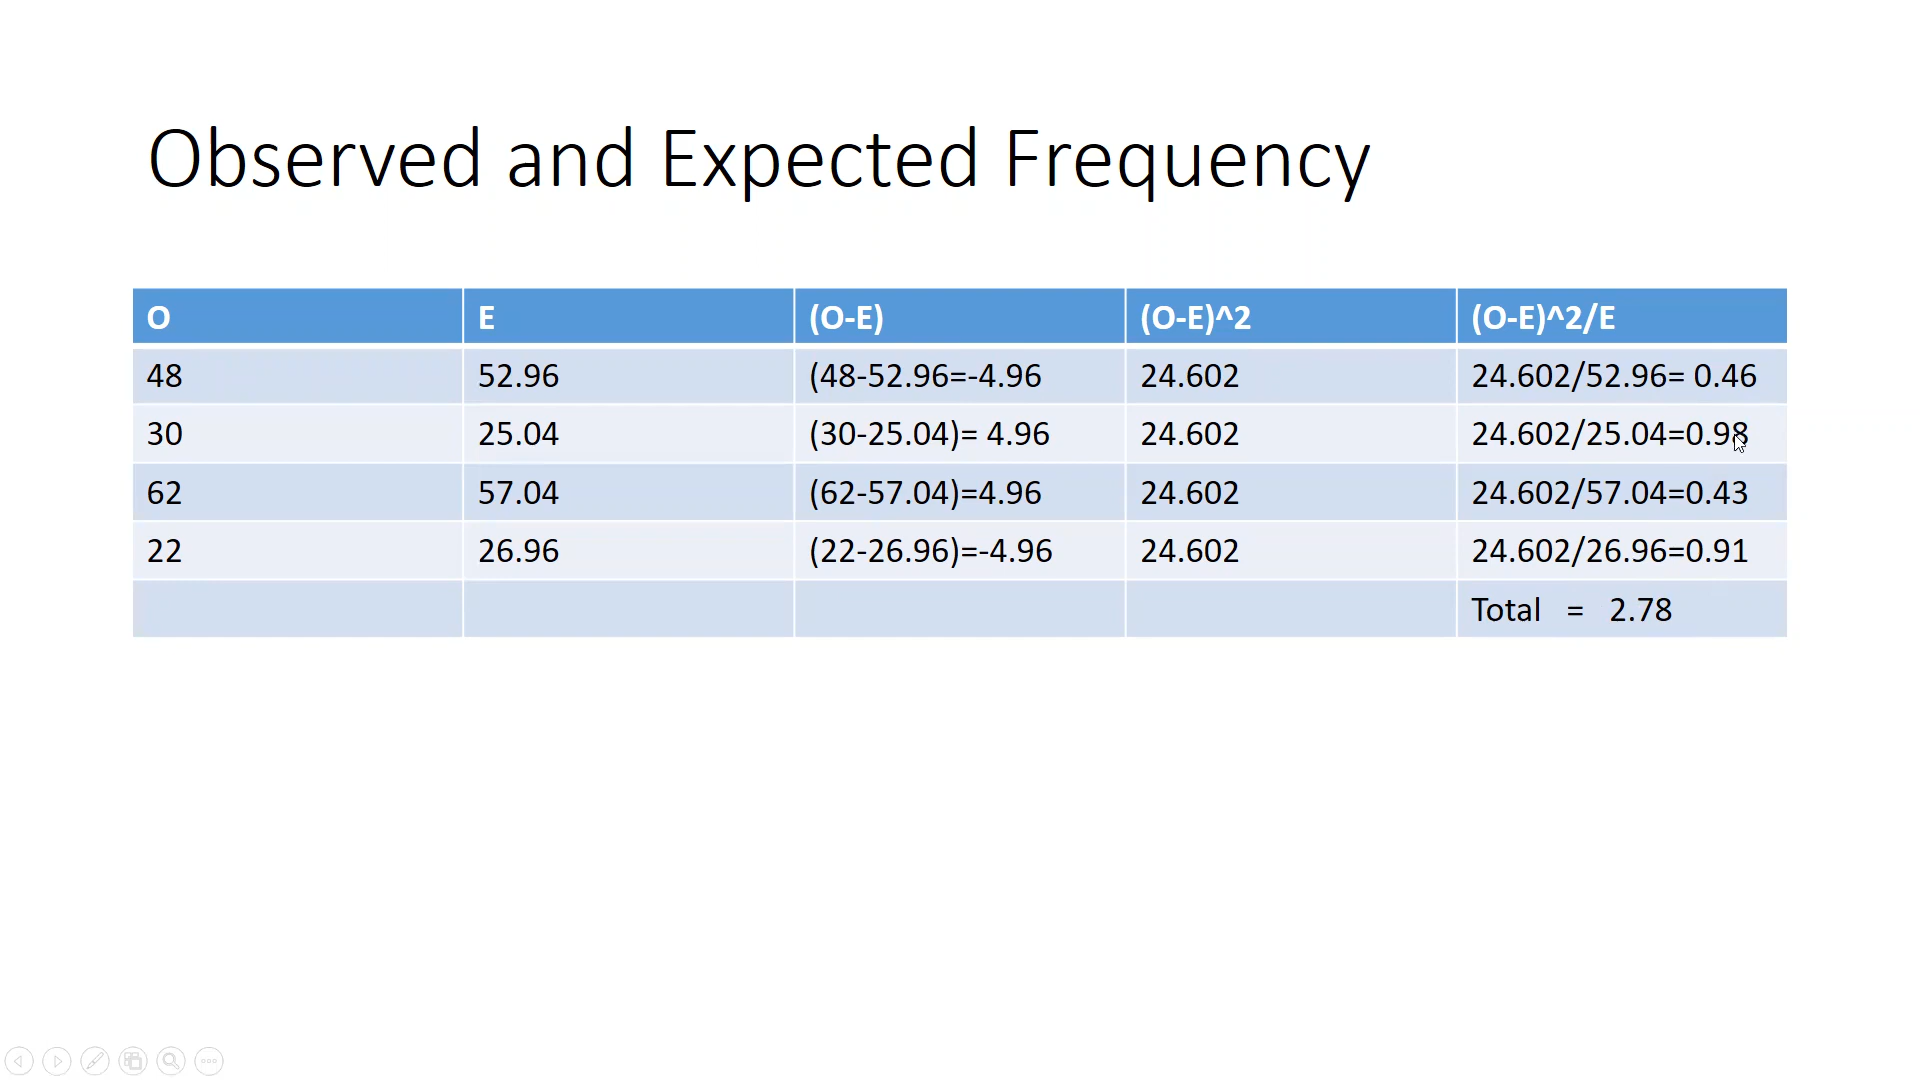 Observed and Expected Frequency
O E (O-E) (O-E)^2 (O-E)^2/E
48 52.96 (48-52.96=-4.96 24.602 24.602/52.96= 0.46
30 25.04 (30-25.04)= 4.96 24.602 24.602/25.04=0.98
62 57.04 (62-57.04)=4.96 24.602 24.602/57.04=0.43
22 26.96 (22-26.96)=-4.96 24.602 24.602/26.96=0.91
Total = 2.78